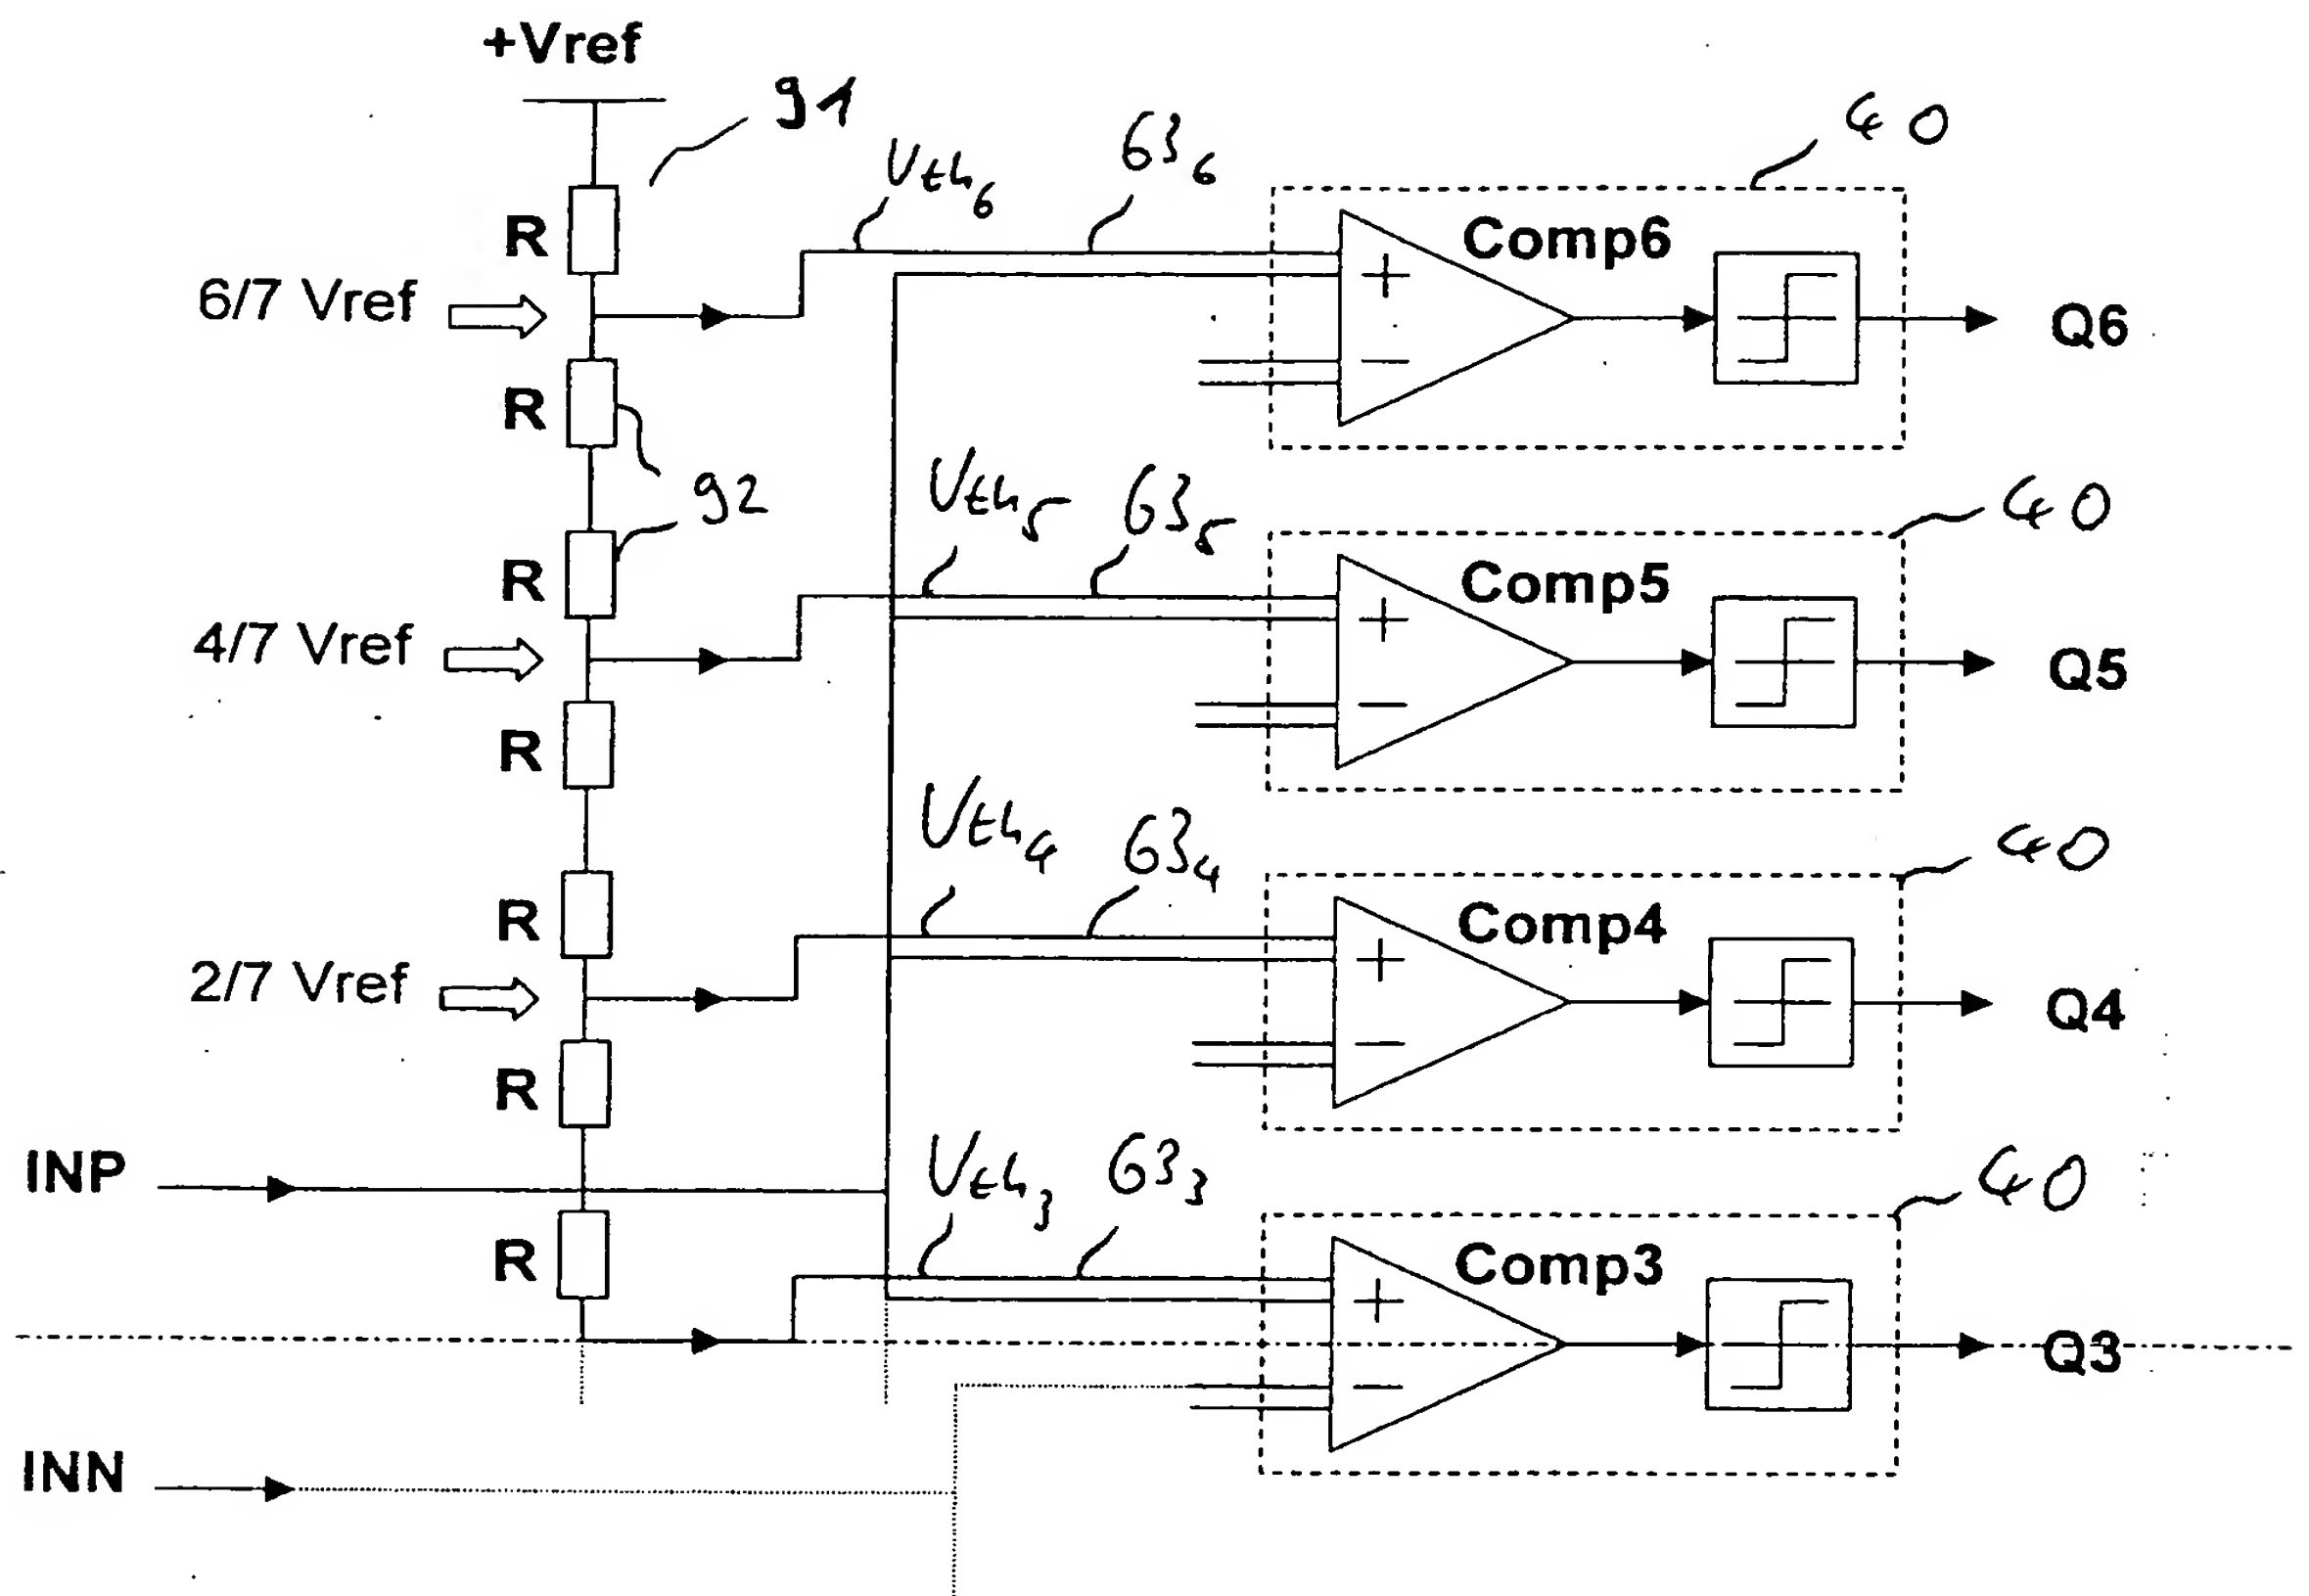 +Vref
91
40
Vth6
636
R
Comp6
6/7 Vref
Q6
R
92
Vth5
635
40
R
Comp5
4/7 Vref
Q5
R
Vth4
634
40
R
Comp4
2/7 Vref
Q4
R
INP
Vth3
633
40
R
Comp3
Q3
INN